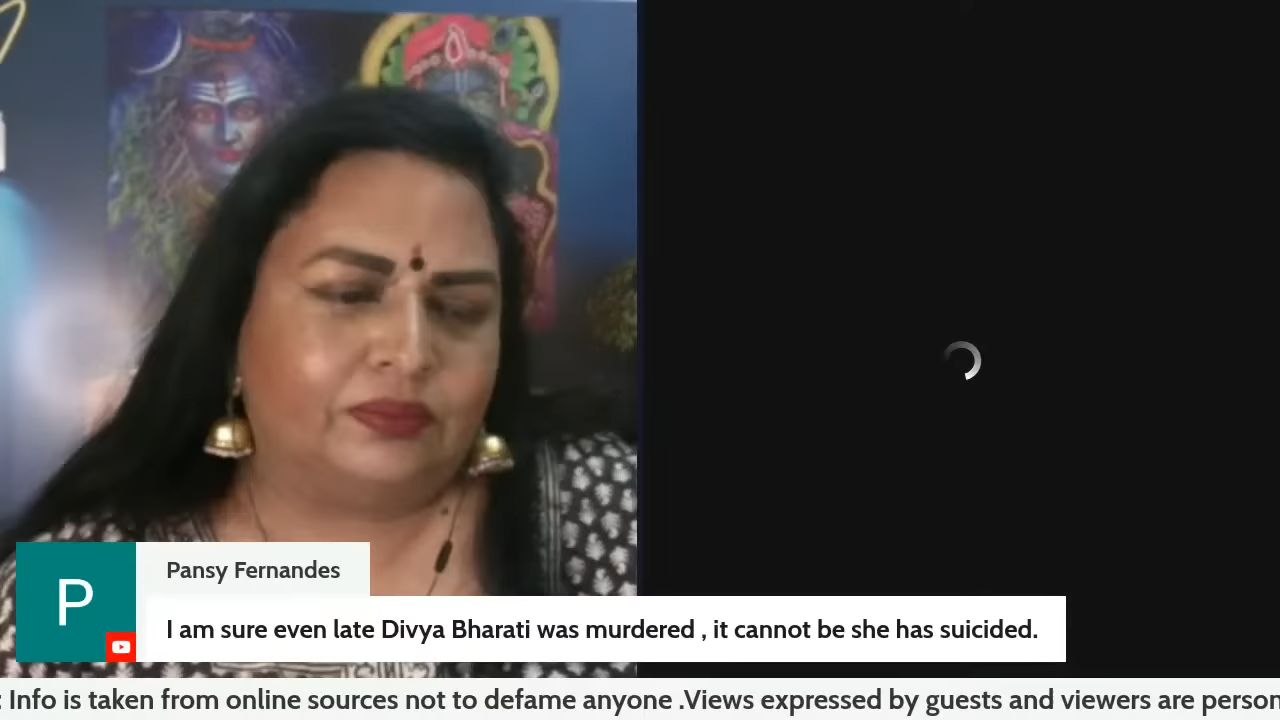 P
Pansy Fernandes
I am sure even late Divya Bharati was murdered , it cannot be she has suicided.
: Info is taken from online sources not to defame anyone .Views expressed by guests and viewers are person